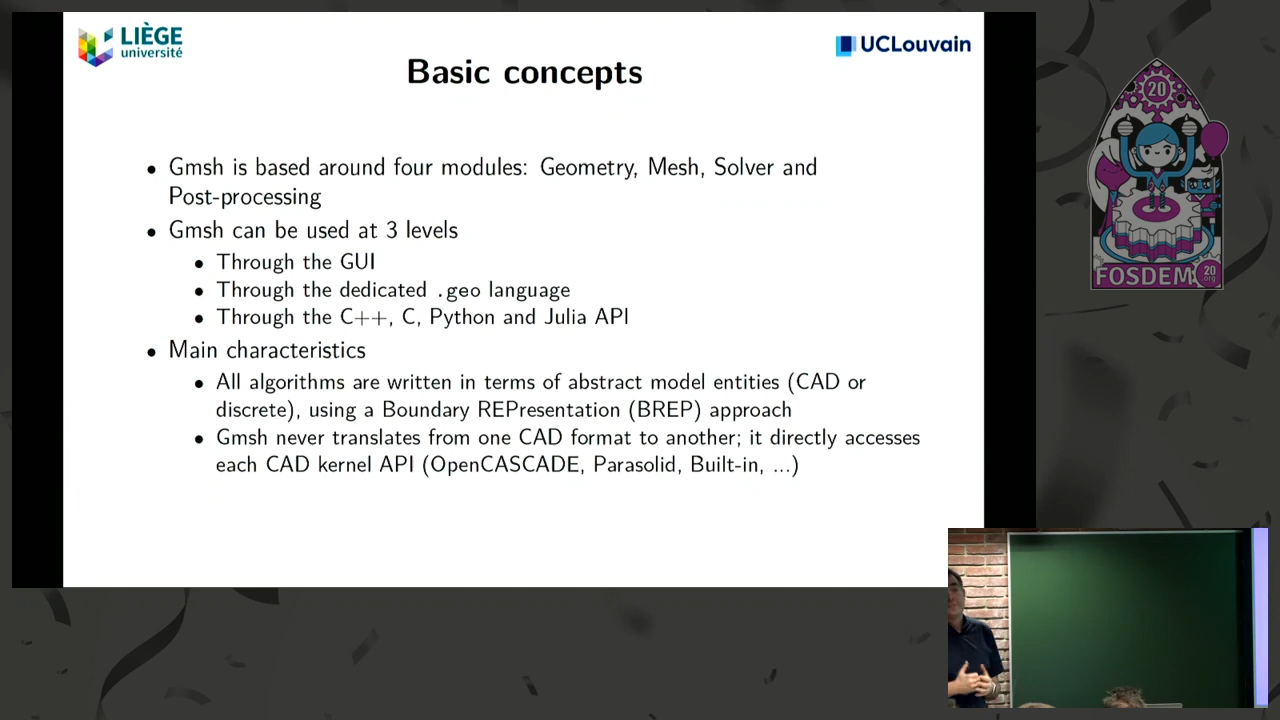 LIÈGE
université
UCLouvain
Basic concepts
• Gmsh is based around four modules: Geometry, Mesh, Solver and
Post-processing
• Gmsh can be used at 3 levels
• Through the GUI
• Through the dedicated .geo language
• Through the C++, C, Python and Julia API
• Main characteristics
• All algorithms are written in terms of abstract model entities (CAD or
discrete), using a Boundary REPresentation (BREP) approach
• Gmsh never translates from one CAD format to another; it directly accesses
each CAD kernel API (OpenCASCADE, Parasolid, Built-in, ...)
20
FOSDEM
20
.org